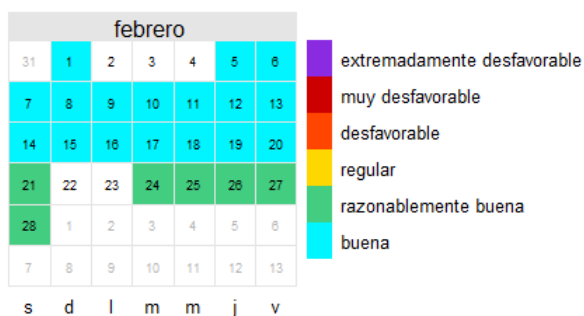 febrero
31 1 2 3 4 5 6
7 8 9 10 11 12 13
14 15 16 17 18 19 20
21 22 23 24 25 26 27
28 1 2 3 4 5 6
7 8 9 10 11 12 13
s d l m m j v
extremadamente desfavorable
muy desfavorable
desfavorable
regular
razonablemente buena
buena